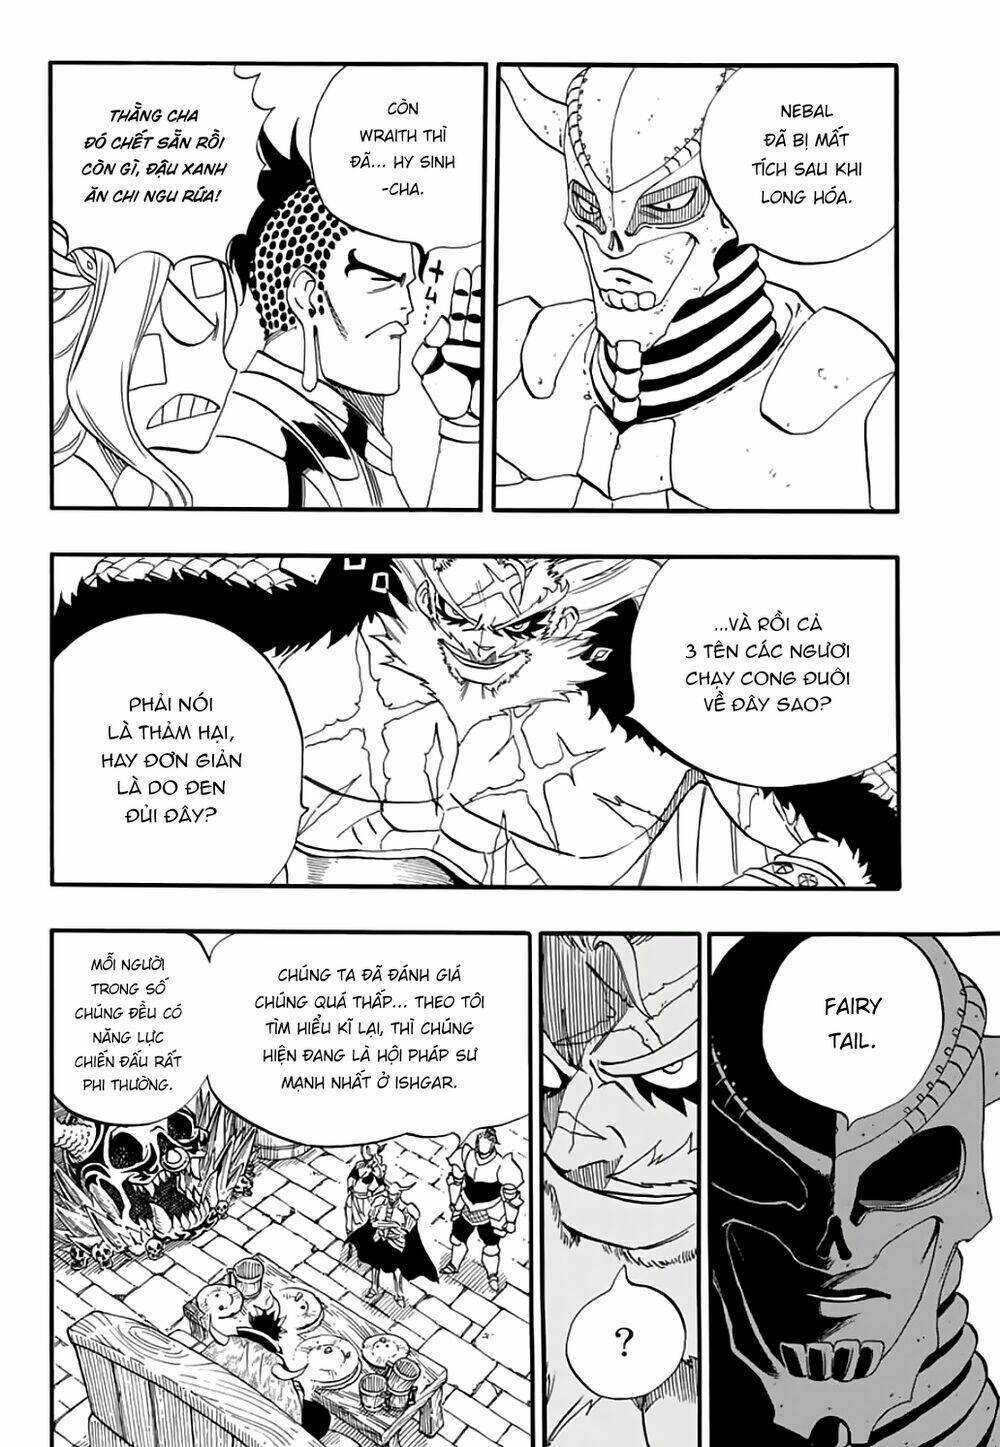 NEBAL
ĐÃ BỊ MẤT
TÍCH SAU KHI
LONG HÓA.
CÒN
WRAITH THÌ
ĐÃ... HY SINH
-CHA.
THẰNG CHA
ĐÓ CHẾT SẴN RỒI
CÒN GÌ, ĐẬU XANH
ĂN CHI NGU RỨA!
...VÀ RỒI CẢ
3 TÊN CÁC NGƯƠI
CHẠY CONG ĐUÔI
VỀ ĐÂY SAO?
PHẢI NÓI
LÀ THẢM HẠI,
HAY ĐƠN GIẢN
LÀ DO ĐEN
ĐỦI ĐÂY?
FAIRY
TAIL.
?
CHÚNG TA ĐÃ ĐÁNH GIÁ
CHÚNG QUÁ THẤP... THEO TÔI
TÌM HIỂU KĨ LẠI, THÌ CHÚNG
HIỆN ĐANG LÀ HỘI PHÁP SƯ
MẠNH NHẤT Ở ISHGAR.
MỖI NGƯỜI
TRONG SỐ
CHÚNG ĐỀU CÓ
NĂNG LỰC
CHIẾN ĐẤU RẤT
PHI THƯỜNG.